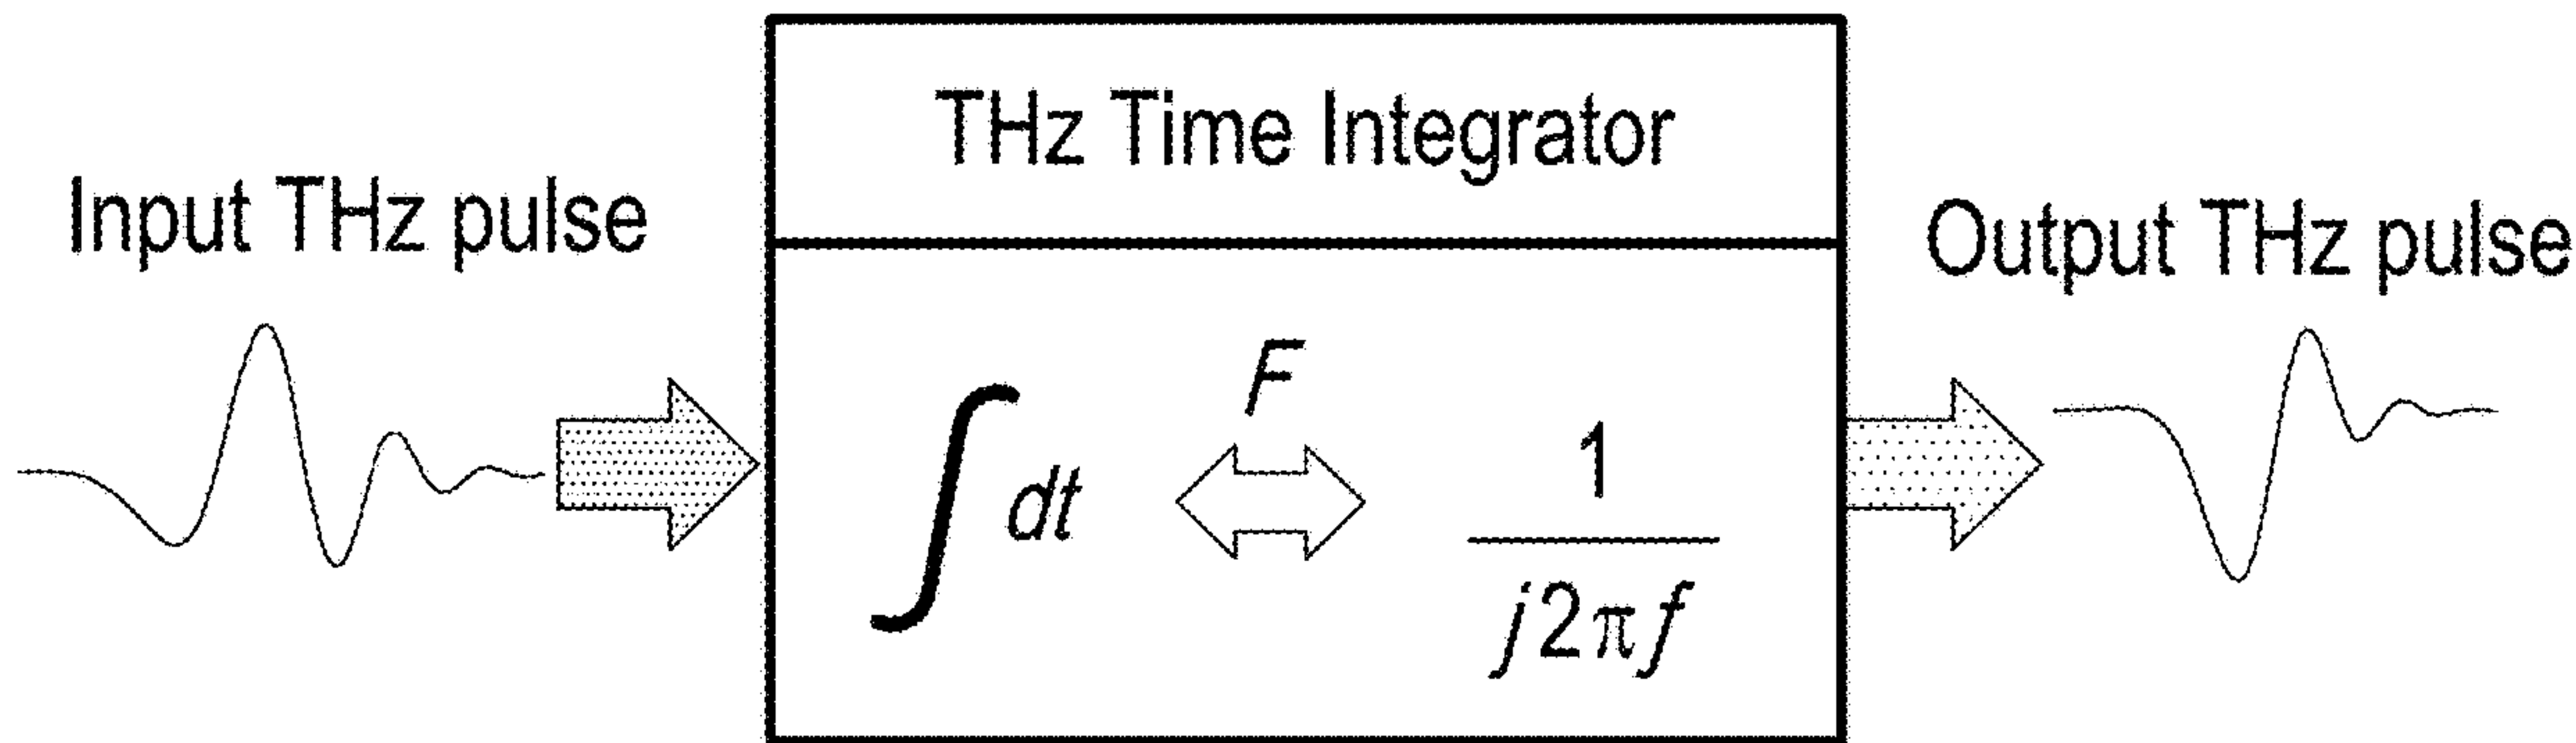 THz Time Integrator
Input THz pulse
Output THz pulse
F
∫ dt
1
j2πf